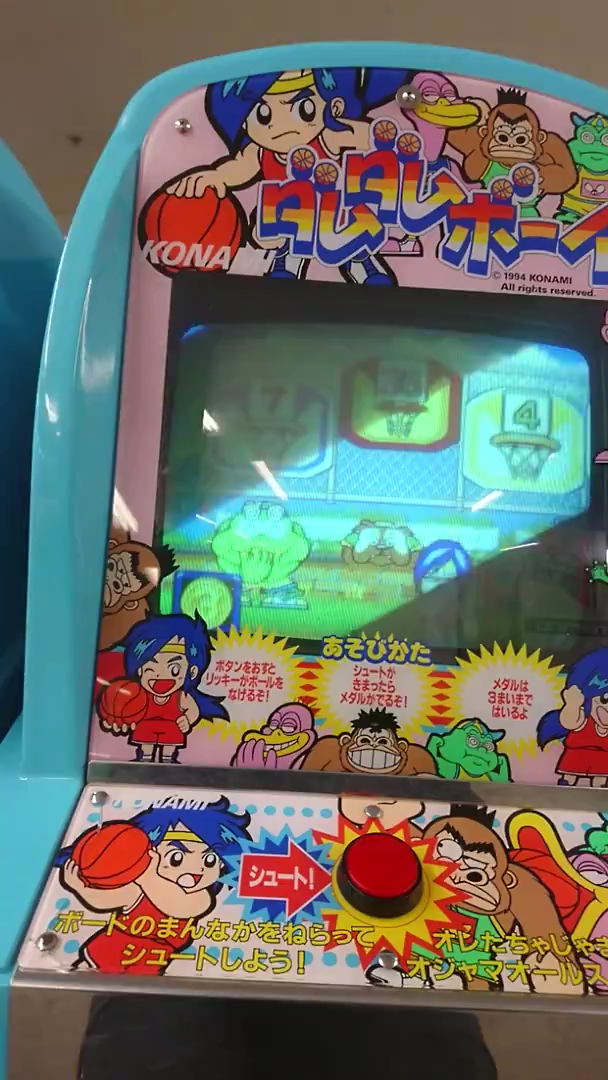 ダムダムボーイ
KONAMI
© 1994 KONAMI
All rights reserved.
7
4
あそびかた
ボタンをおすと
リッキーがボールを
なげるぞ!
シュートが
きまったら
メダルがでるぞ!
メダルは
3まいまで
はいるよ
KONAMI
シュート!
ボードのまんなかをねらって
シュートしよう!
オレたちゃじゃま
オジャマオールス